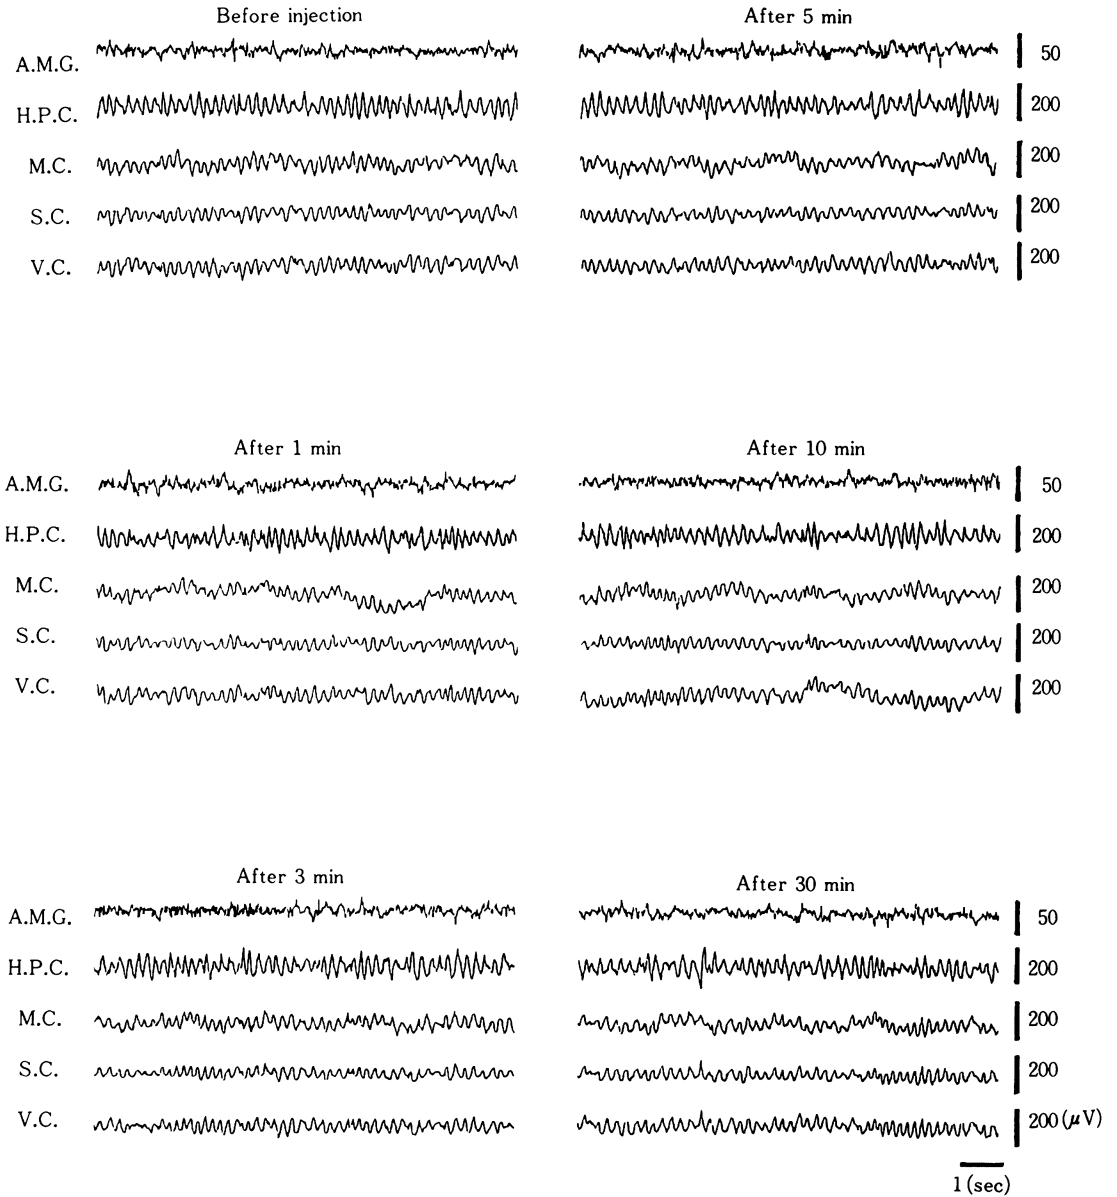 Before injection
After 5 min
A.M.G.
50
H.P.C.
200
M.C.
200
S.C.
200
V.C.
200
After 1 min
After 10 min
A.M.G.
50
H.P.C.
200
M.C.
200
S.C.
200
V.C.
200
After 3 min
After 30 min
A.M.G.
50
H.P.C.
200
M.C.
200
S.C.
200
V.C.
200 (μV)
1 (sec)